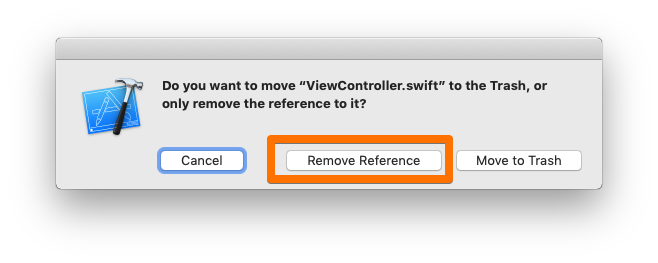 Do you want to move “ViewController.swift” to the Trash, or
only remove the reference to it?
Cancel
Remove Reference
Move to Trash